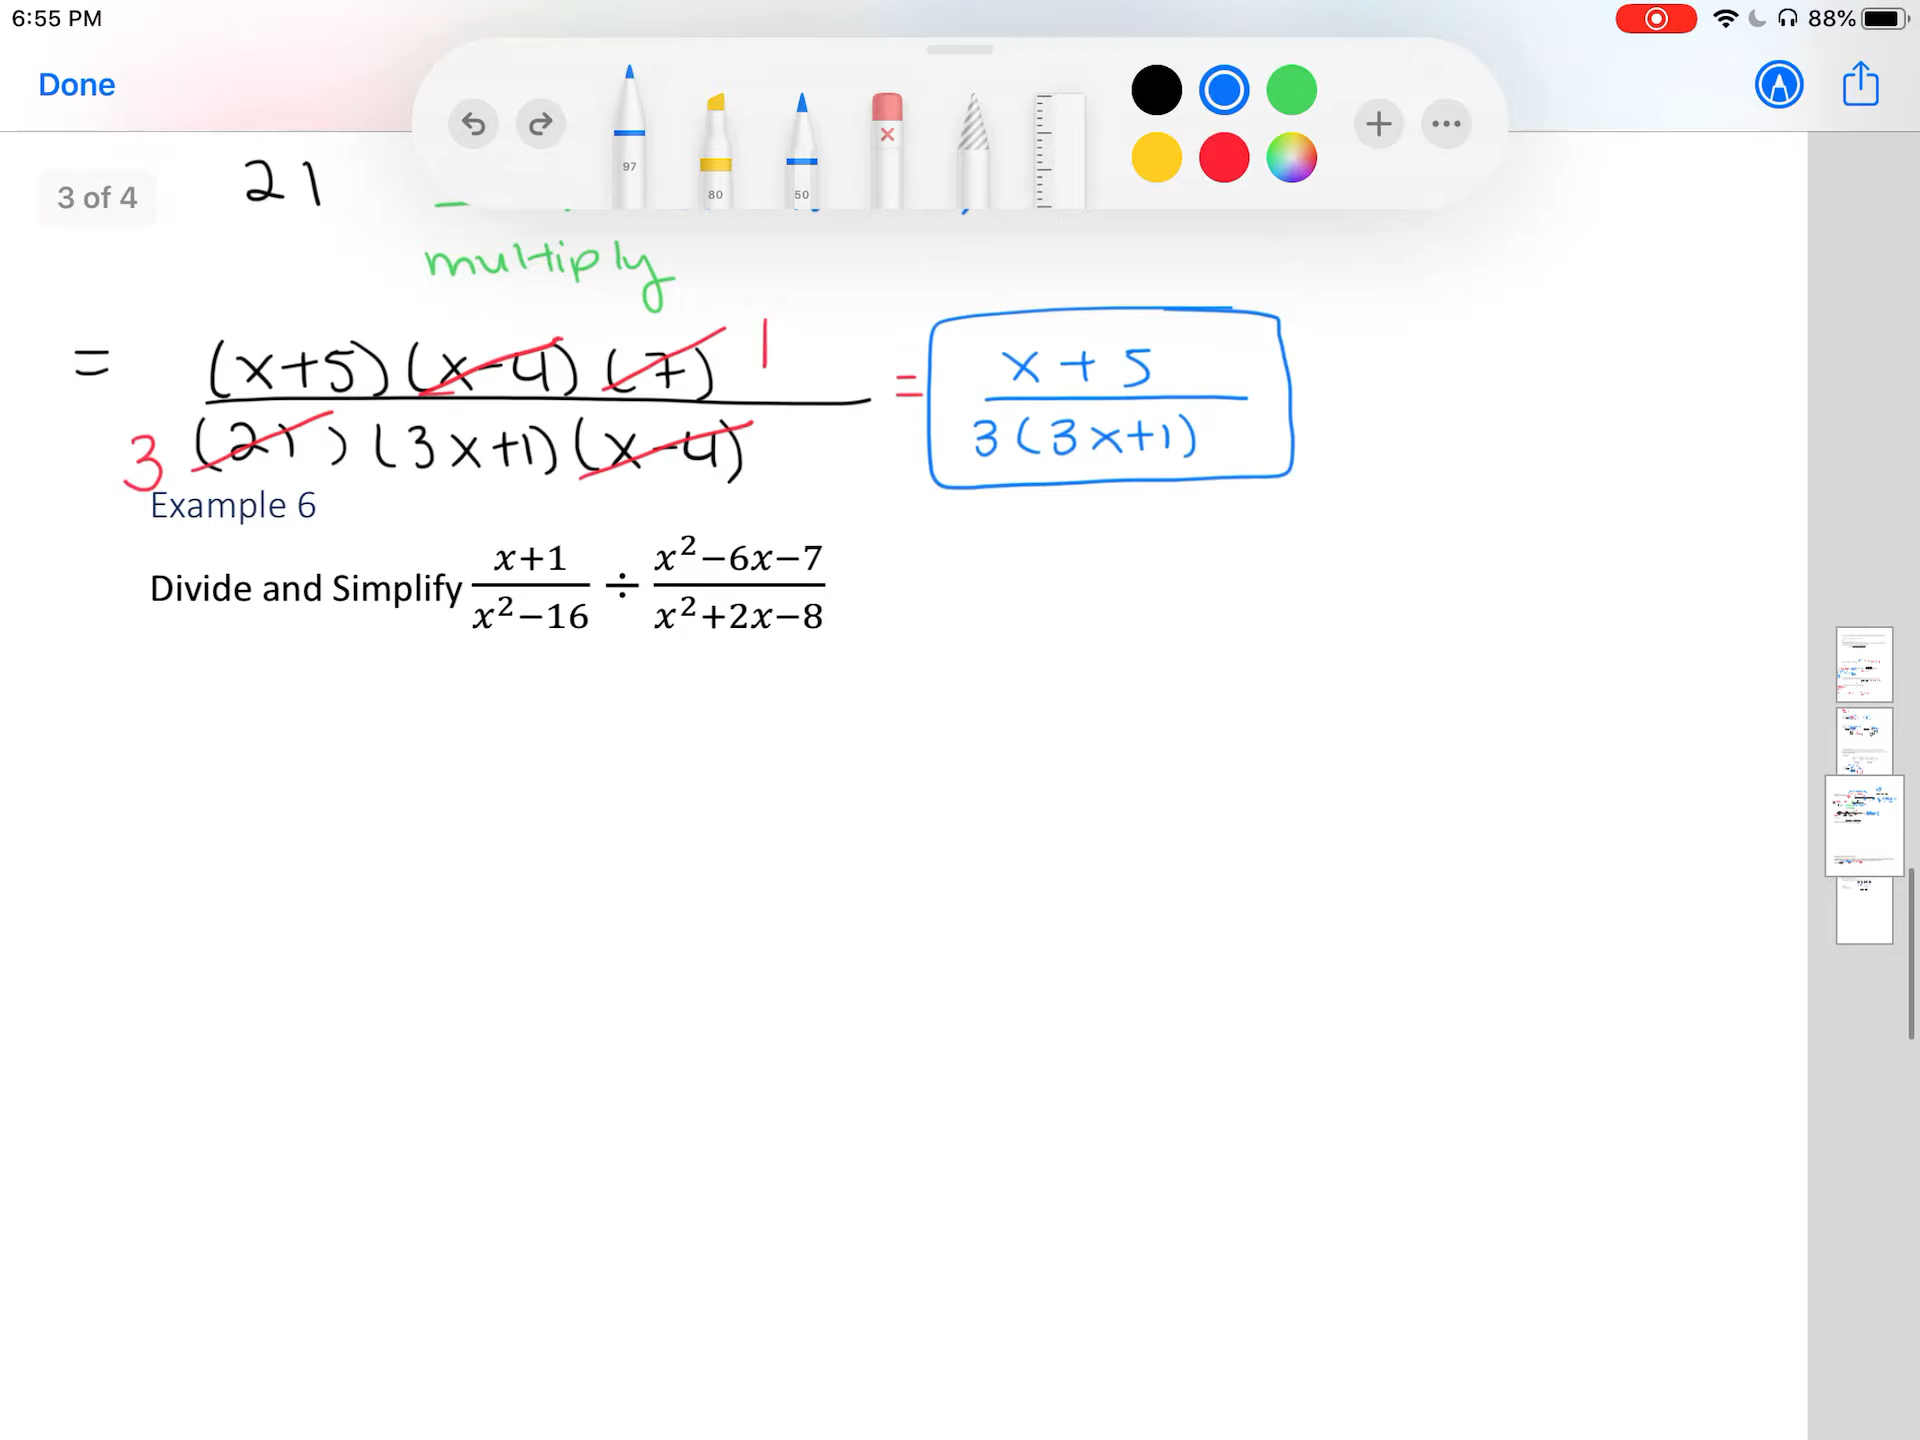 6:55 PM
88%
Done
97
80
50
3 of 4
21
multiply
= (x+5)(x-4)(7) 1 = x+5
3 (21)(3x+1)(x-4) 3(3x+1)
Example 6
Divide and Simplify x+1 / x²−16 ÷ x²−6x−7 / x²+2x−8